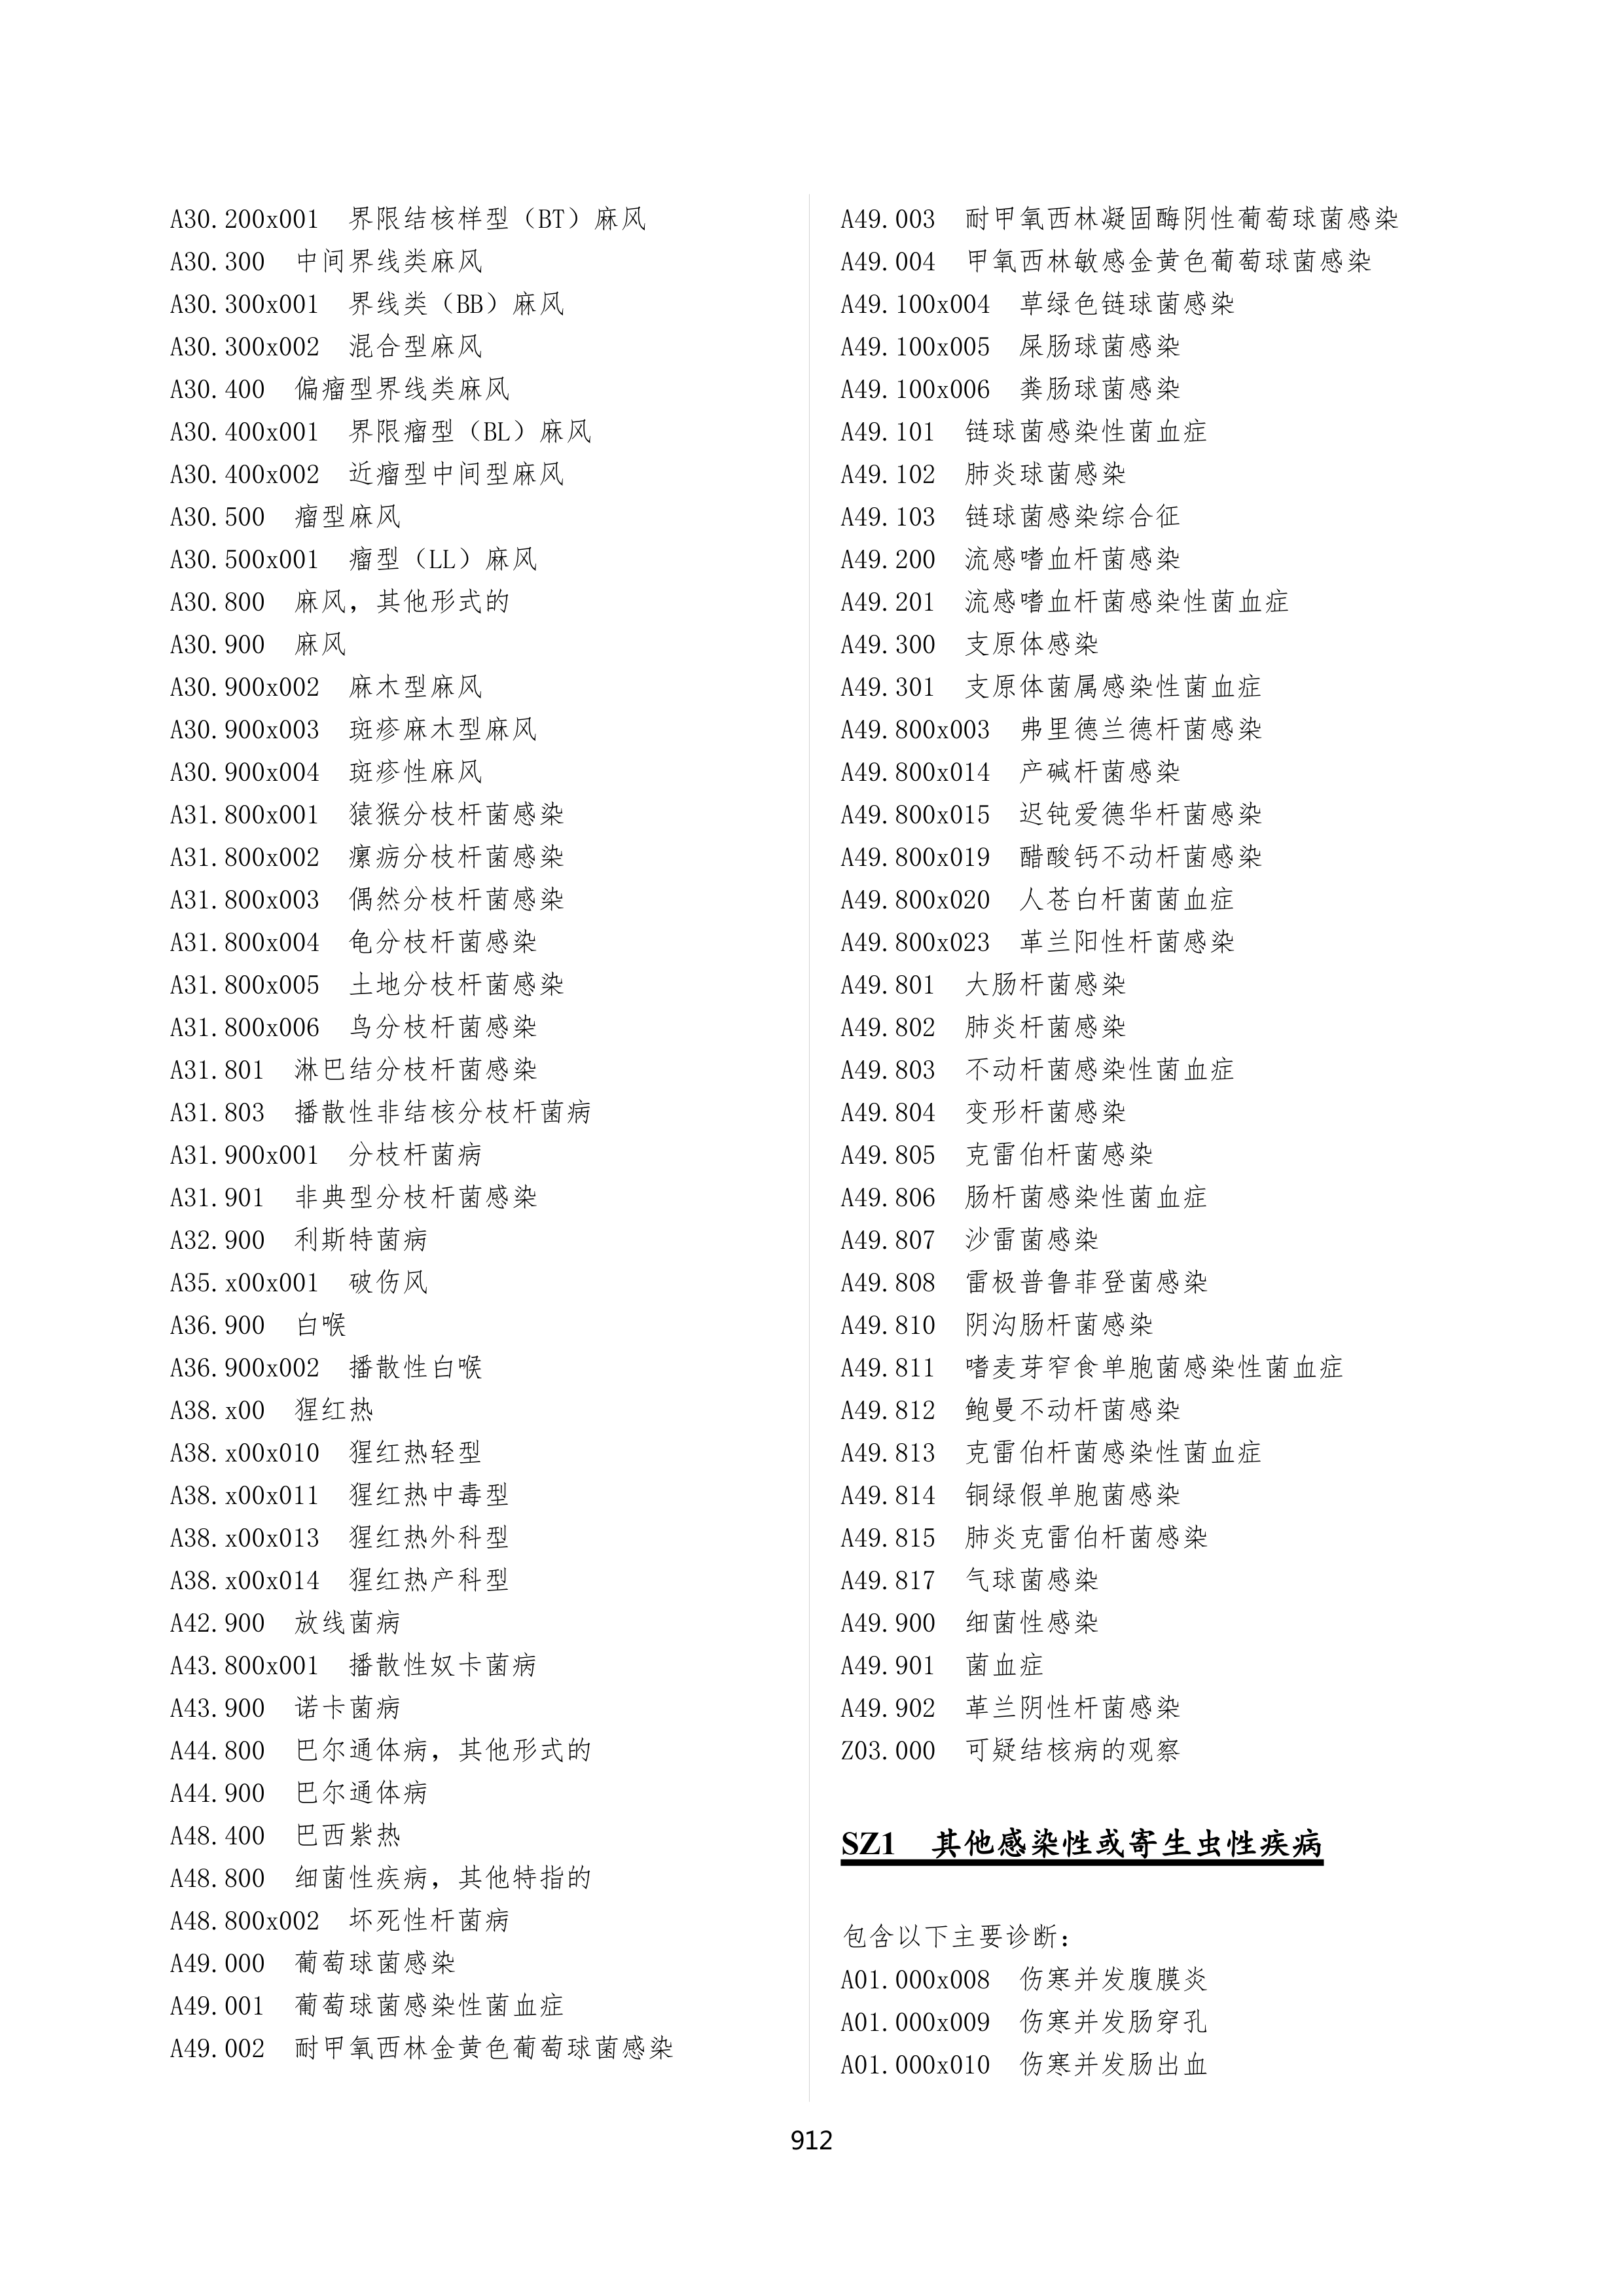 A30.200x001 界限结核样型（BT）麻风
A30.300 中间界线类麻风
A30.300x001 界线类（BB）麻风
A30.300x002 混合型麻风
A30.400 偏瘤型界线类麻风
A30.400x001 界限瘤型（BL）麻风
A30.400x002 近瘤型中间型麻风
A30.500 瘤型麻风
A30.500x001 瘤型（LL）麻风
A30.800 麻风，其他形式的
A30.900 麻风
A30.900x002 麻木型麻风
A30.900x003 斑疹麻木型麻风
A30.900x004 斑疹性麻风
A31.800x001 猿猴分枝杆菌感染
A31.800x002 瘰疬分枝杆菌感染
A31.800x003 偶然分枝杆菌感染
A31.800x004 龟分枝杆菌感染
A31.800x005 土地分枝杆菌感染
A31.800x006 鸟分枝杆菌感染
A31.801 淋巴结分枝杆菌感染
A31.803 播散性非结核分枝杆菌病
A31.900x001 分枝杆菌病
A31.901 非典型分枝杆菌感染
A32.900 利斯特菌病
A35.x00x001 破伤风
A36.900 白喉
A36.900x002 播散性白喉
A38.x00 猩红热
A38.x00x010 猩红热轻型
A38.x00x011 猩红热中毒型
A38.x00x013 猩红热外科型
A38.x00x014 猩红热产科型
A42.900 放线菌病
A43.800x001 播散性奴卡菌病
A43.900 诺卡菌病
A44.800 巴尔通体病，其他形式的
A44.900 巴尔通体病
A48.400 巴西紫热
A48.800 细菌性疾病，其他特指的
A48.800x002 坏死性杆菌病
A49.000 葡萄球菌感染
A49.001 葡萄球菌感染性菌血症
A49.002 耐甲氧西林金黄色葡萄球菌感染
A49.003 耐甲氧西林凝固酶阴性葡萄球菌感染
A49.004 甲氧西林敏感金黄色葡萄球菌感染
A49.100x004 草绿色链球菌感染
A49.100x005 屎肠球菌感染
A49.100x006 粪肠球菌感染
A49.101 链球菌感染性菌血症
A49.102 肺炎球菌感染
A49.103 链球菌感染综合征
A49.200 流感嗜血杆菌感染
A49.201 流感嗜血杆菌感染性菌血症
A49.300 支原体感染
A49.301 支原体菌属感染性菌血症
A49.800x003 弗里德兰德杆菌感染
A49.800x014 产碱杆菌感染
A49.800x015 迟钝爱德华杆菌感染
A49.800x019 醋酸钙不动杆菌感染
A49.800x020 人苍白杆菌菌血症
A49.800x023 革兰阳性杆菌感染
A49.801 大肠杆菌感染
A49.802 肺炎杆菌感染
A49.803 不动杆菌感染性菌血症
A49.804 变形杆菌感染
A49.805 克雷伯杆菌感染
A49.806 肠杆菌感染性菌血症
A49.807 沙雷菌感染
A49.808 雷极普鲁菲登菌感染
A49.810 阴沟肠杆菌感染
A49.811 嗜麦芽窄食单胞菌感染性菌血症
A49.812 鲍曼不动杆菌感染
A49.813 克雷伯杆菌感染性菌血症
A49.814 铜绿假单胞菌感染
A49.815 肺炎克雷伯杆菌感染
A49.817 气球菌感染
A49.900 细菌性感染
A49.901 菌血症
A49.902 革兰阴性杆菌感染
Z03.000 可疑结核病的观察
SZ1 其他感染性或寄生虫性疾病
包含以下主要诊断：
A01.000x008 伤寒并发腹膜炎
A01.000x009 伤寒并发肠穿孔
A01.000x010 伤寒并发肠出血
912